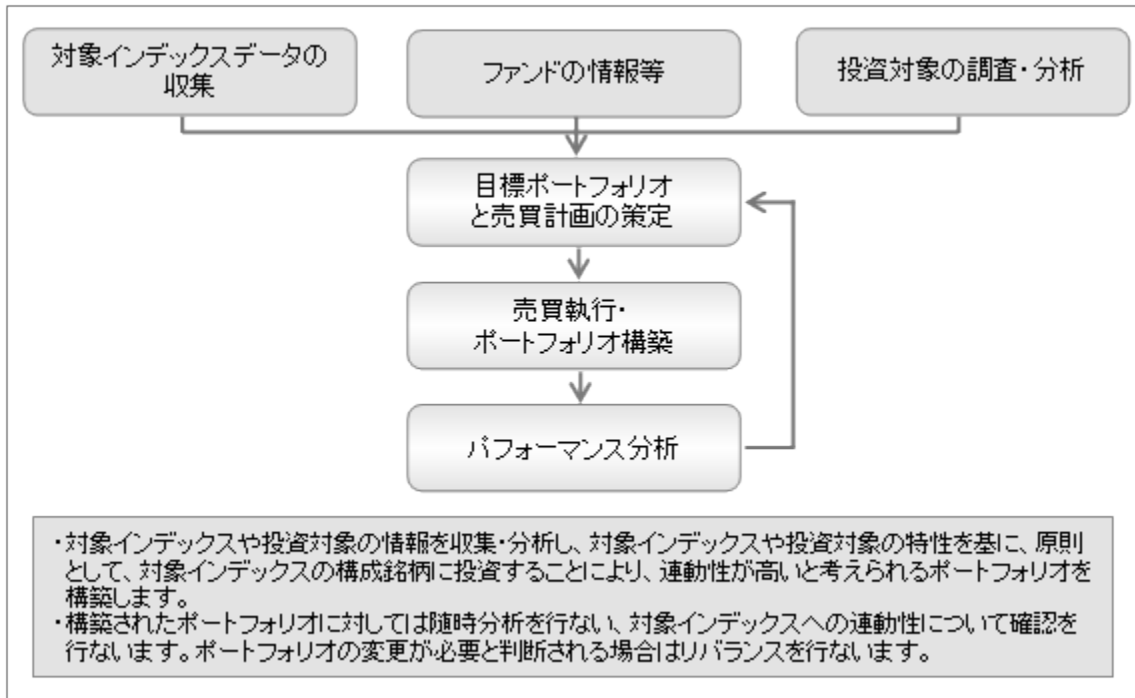 対象インデックスデータの
収集
ファンドの情報等
投資対象の調査・分析
目標ポートフォリオ
と売買計画の策定
売買執行・
ポートフォリオ構築
パフォーマンス分析
・対象インデックスや投資対象の情報を収集・分析し、対象インデックスや投資対象の特性を基に、原則
として、対象インデックスの構成銘柄に投資することにより、連動性が高いと考えられるポートフォリオを
構築します。
・構築されたポートフォリオに対しては随時分析を行ない、対象インデックスへの連動性について確認を
行ないます。ポートフォリオの変更が必要と判断される場合はリバランスを行ないます。